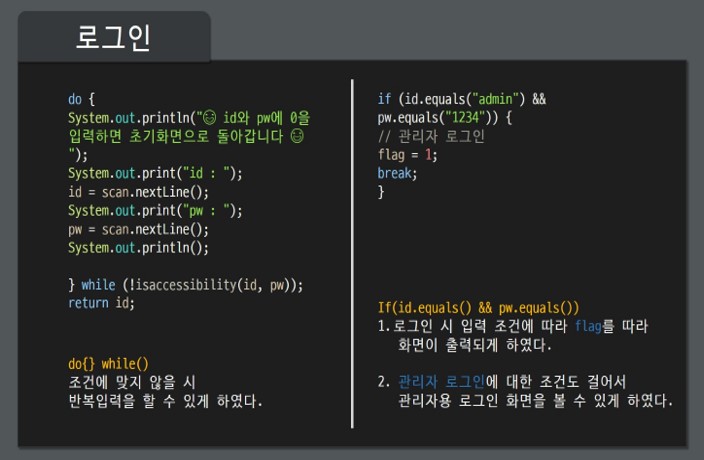 로그인
do {
System.out.println("😄 id와 pw에 0을
입력하면 초기화면으로 돌아갑니다 😄
");
System.out.print("id : ");
id = scan.nextLine();
System.out.print("pw : ");
pw = scan.nextLine();
System.out.println();
} while (!isaccessibility(id, pw));
return id;
do{} while()
조건에 맞지 않을 시
반복입력을 할 수 있게 하였다.
if (id.equals("admin") &&
pw.equals("1234")) {
// 관리자 로그인
flag = 1;
break;
}
If(id.equals() && pw.equals())
1.로그인 시 입력 조건에 따라 flag를 따라
화면이 출력되게 하였다.
2. 관리자 로그인에 대한 조건도 걸어서
관리자용 로그인 화면을 볼 수 있게 하였다.